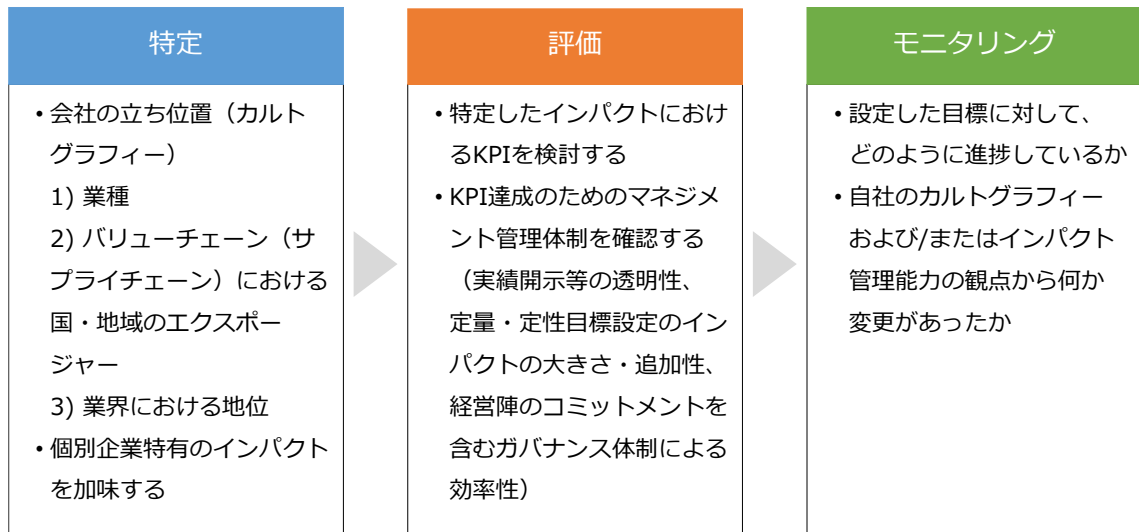 特定
・会社の立ち位置（カルト
グラフィー）
1) 業種
2) バリューチェーン（サ
プライチェーン）における
国・地域のエクスポー
ジャー
3) 業界における地位
・個別企業特有のインパクト
を加味する
評価
・特定したインパクトにおけ
るKPIを検討する
・KPI達成のためのマネジメ
ント管理体制を確認する
（実績開示等の透明性、
定量・定性目標設定のイン
パクトの大きさ・追加性、
経営陣のコミットメントを
含むガバナンス体制による
効率性）
モニタリング
・設定した目標に対して、
どのように進捗しているか
・自社のカルトグラフィー
および/またはインパクト
管理能力の観点から何か
変更があったか